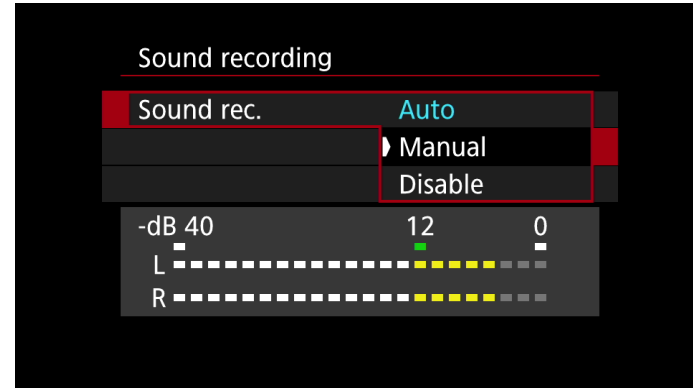 Sound recording
Sound rec. Auto
Manual
Disable
-dB 40 12 0
L
R